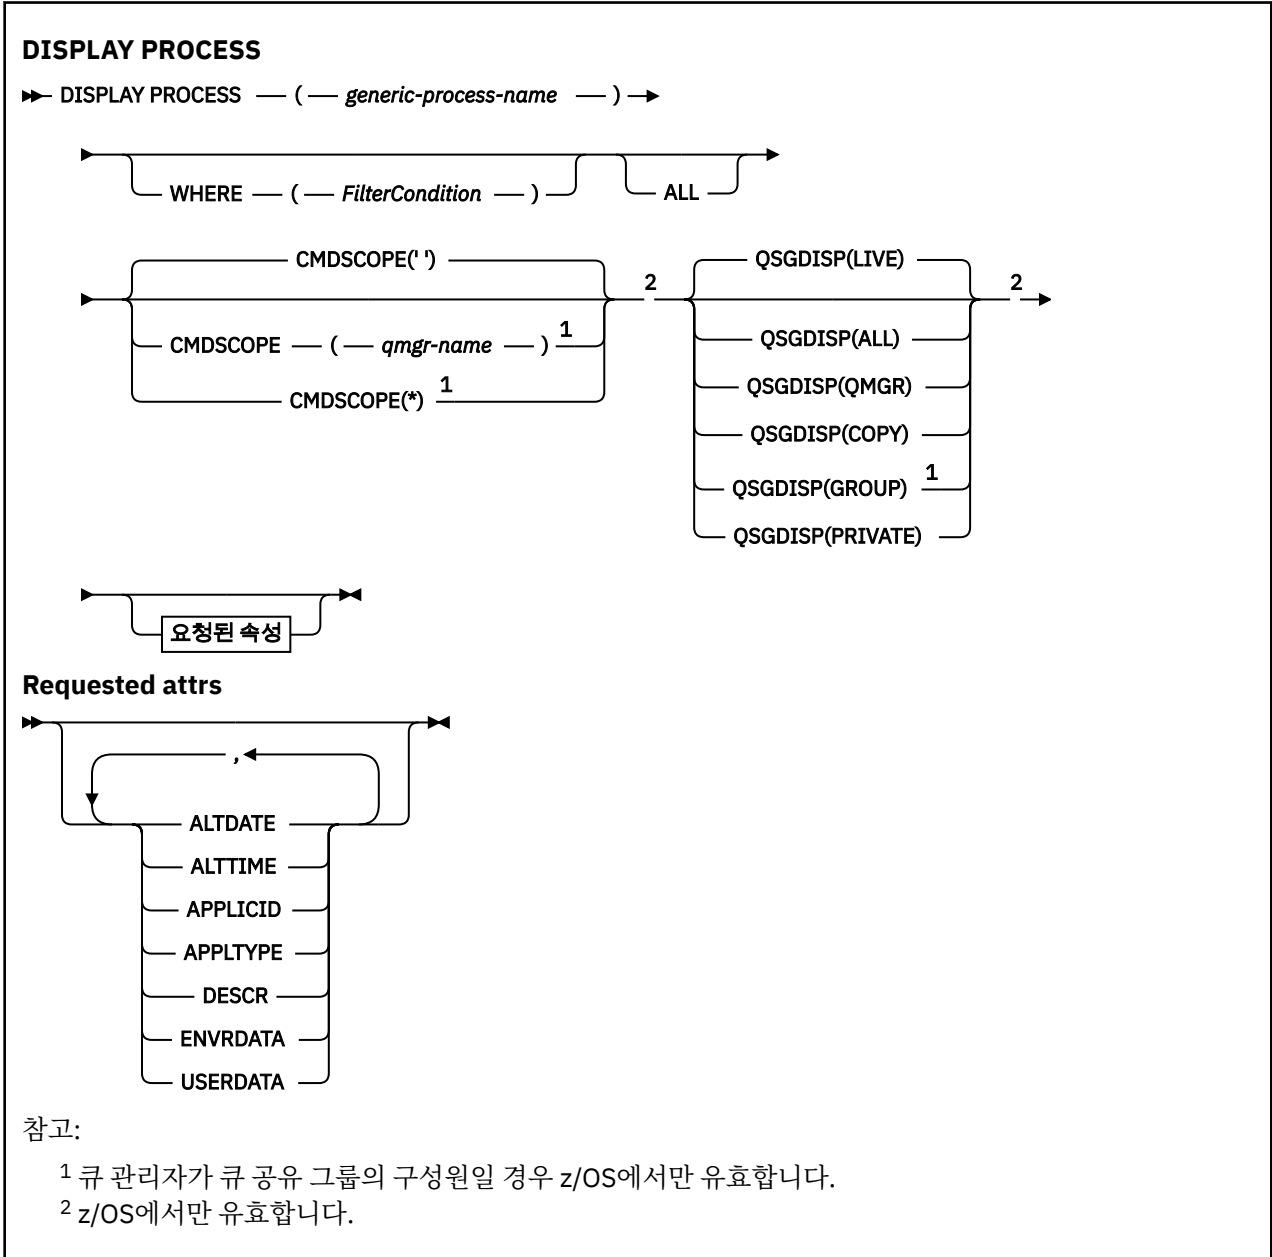 DISPLAY PROCESS
DISPLAY PROCESS ( generic-process-name )
WHERE ( FilterCondition ) ALL
CMDSCOPE(' ') 2 QSGDISP(LIVE) 2
CMDSCOPE ( qmgr-name ) 1 QSGDISP(ALL)
CMDSCOPE(*) 1 QSGDISP(QMGR)
QSGDISP(COPY)
QSGDISP(GROUP) 1
QSGDISP(PRIVATE)
요청된 속성
Requested attrs
,
ALTDATE
ALTTIME
APPLICID
APPLTYPE
DESCR
ENVRDATA
USERDATA
참고:
1 큐 관리자가 큐 공유 그룹의 구성원일 경우 z/OS에서만 유효합니다.
2 z/OS에서만 유효합니다.